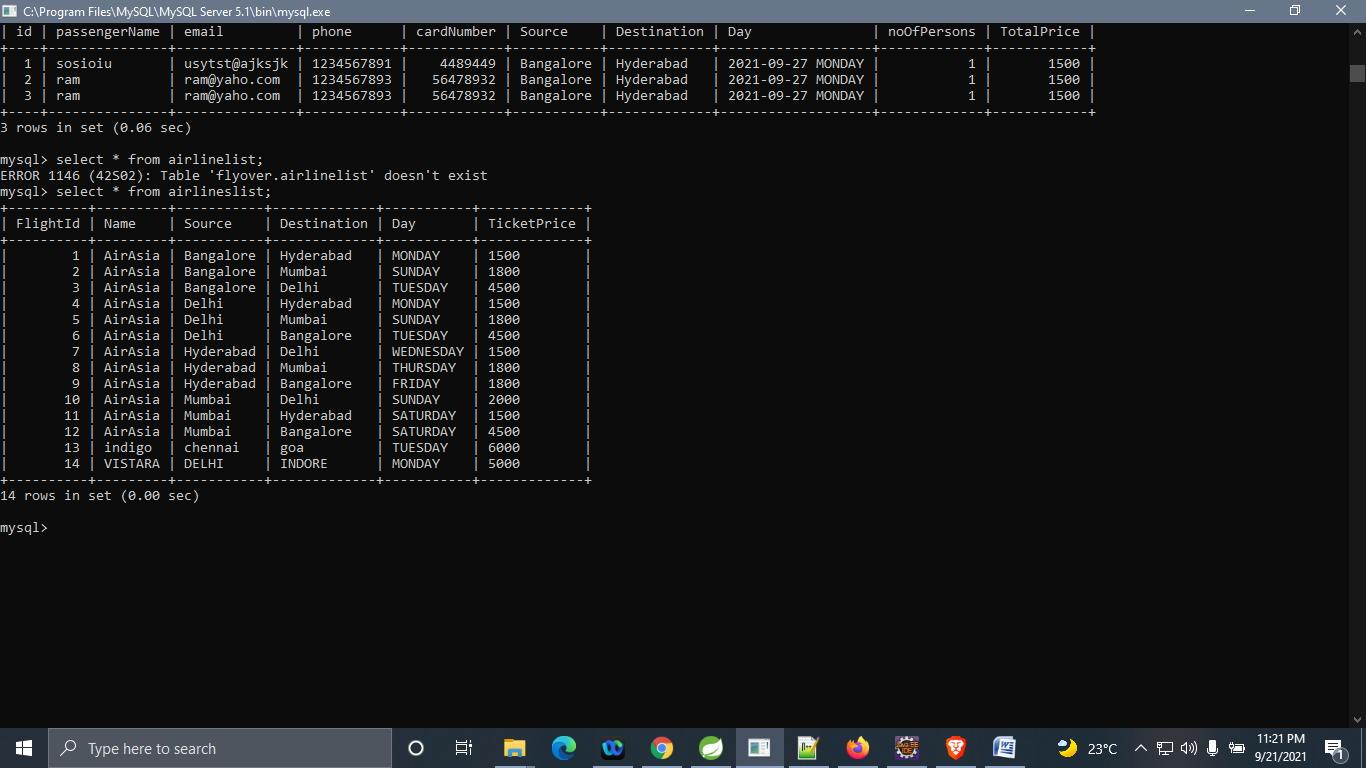 C:\Program Files\MySQL\MySQL Server 5.1\bin\mysql.exe
| id | passengerName | email         | phone      | cardNumber | Source    | Destination | Day               | noOfPersons | TotalPrice |
+----+---------------+---------------+------------+------------+-----------+-------------+-------------------+-------------+------------+
|  1 | sosioiu       | usytst@ajksjk | 1234567891 |    4489449 | Bangalore | Hyderabad   | 2021-09-27 MONDAY |           1 |       1500 |
|  2 | ram           | ram@yaho.com  | 1234567893 |   56478932 | Bangalore | Hyderabad   | 2021-09-27 MONDAY |           1 |       1500 |
|  3 | ram           | ram@yaho.com  | 1234567893 |   56478932 | Bangalore | Hyderabad   | 2021-09-27 MONDAY |           1 |       1500 |
+----+---------------+---------------+------------+------------+-----------+-------------+-------------------+-------------+------------+
3 rows in set (0.06 sec)
mysql> select * from airlinelist;
ERROR 1146 (42S02): Table 'flyover.airlinelist' doesn't exist
mysql> select * from airlineslist;
+----------+---------+-----------+-------------+-----------+-------------+
| FlightId | Name    | Source    | Destination | Day       | TicketPrice |
+----------+---------+-----------+-------------+-----------+-------------+
|        1 | AirAsia | Bangalore | Hyderabad   | MONDAY    | 1500        |
|        2 | AirAsia | Bangalore | Mumbai      | SUNDAY    | 1800        |
|        3 | AirAsia | Bangalore | Delhi       | TUESDAY   | 4500        |
|        4 | AirAsia | Delhi     | Hyderabad   | MONDAY    | 1500        |
|        5 | AirAsia | Delhi     | Mumbai      | SUNDAY    | 1800        |
|        6 | AirAsia | Delhi     | Bangalore   | TUESDAY   | 4500        |
|        7 | AirAsia | Hyderabad | Delhi       | WEDNESDAY | 1500        |
|        8 | AirAsia | Hyderabad | Mumbai      | THURSDAY  | 1800        |
|        9 | AirAsia | Hyderabad | Bangalore   | FRIDAY    | 1800        |
|       10 | AirAsia | Mumbai    | Delhi       | SUNDAY    | 2000        |
|       11 | AirAsia | Mumbai    | Hyderabad   | SATURDAY  | 1500        |
|       12 | AirAsia | Mumbai    | Bangalore   | SATURDAY  | 4500        |
|       13 | indigo  | chennai   | goa         | TUESDAY   | 6000        |
|       14 | VISTARA | DELHI     | INDORE      | MONDAY    | 5000        |
+----------+---------+-----------+-------------+-----------+-------------+
14 rows in set (0.00 sec)
mysql>
Type here to search
23°C
11:21 PM
9/21/2021
1